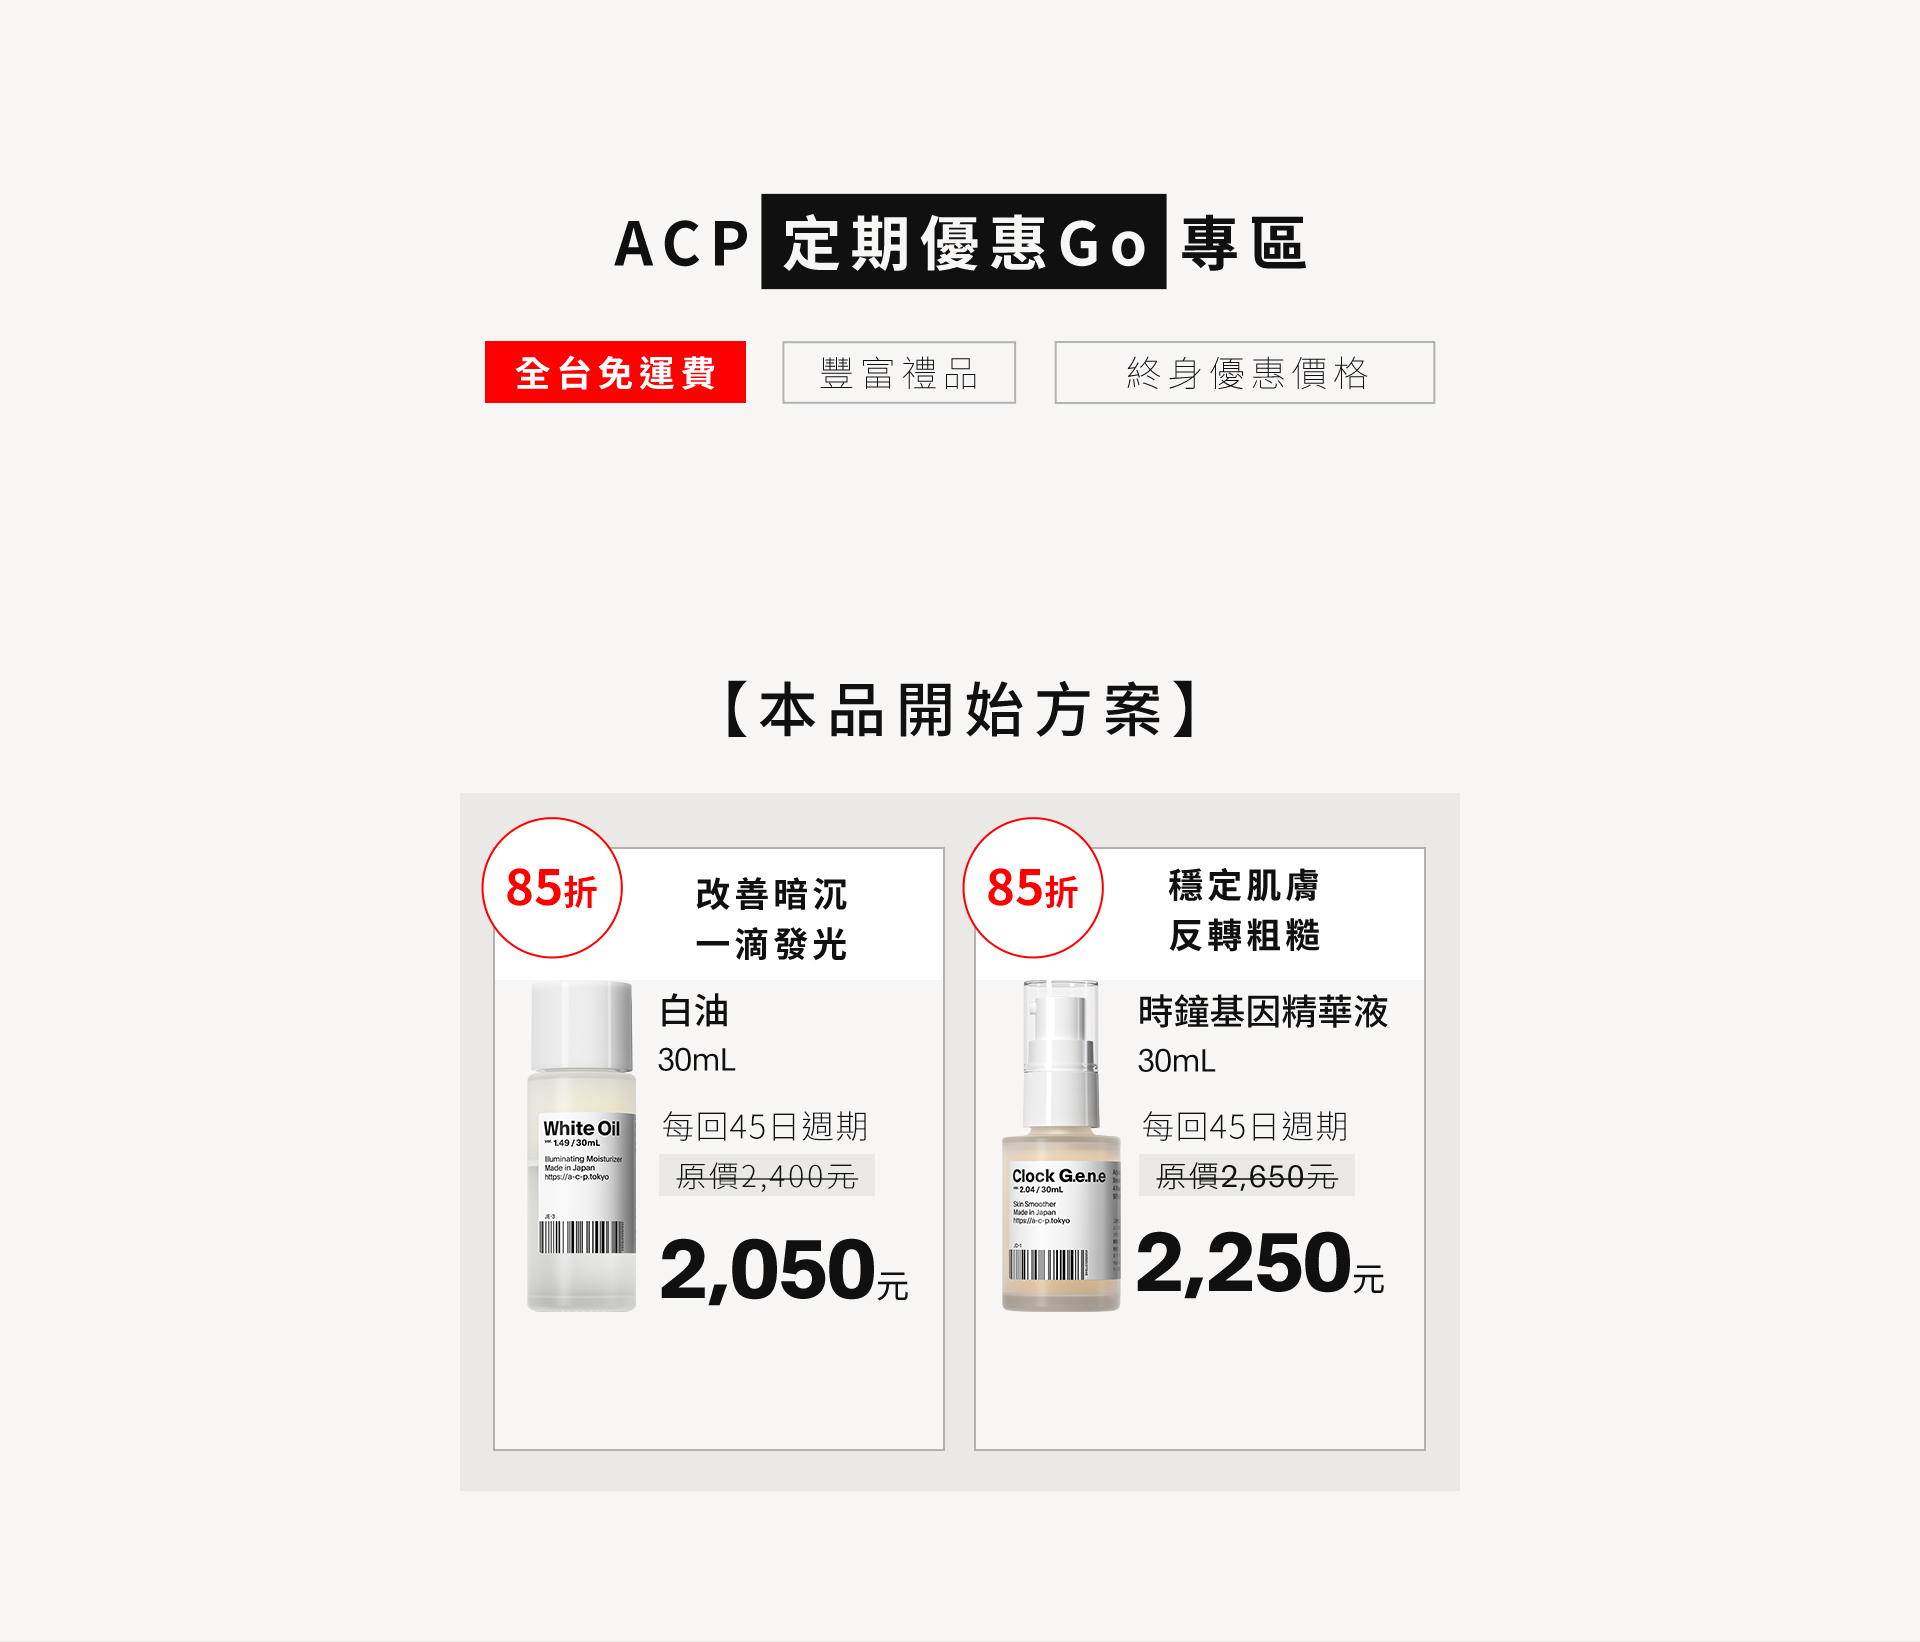 ACP 定期優惠Go 專區
全台免運費
豐富禮品
終身優惠價格
【本品開始方案】
85折
改善暗沉
一滴發光
白油
30mL
每回45日週期
原價2,400元
2,050元
White Oil
ver. 1.49 / 30mL
Illuminating Moisturizer
Made in Japan
https://a-c-p.tokyo
JE-3
85折
穩定肌膚
反轉粗糙
時鐘基因精華液
30mL
每回45日週期
原價2,650元
2,250元
Clock G.e.n.e
ver. 2.04 / 30mL
Skin Smoother
Made in Japan
https://a-c-p.tokyo
JD-1